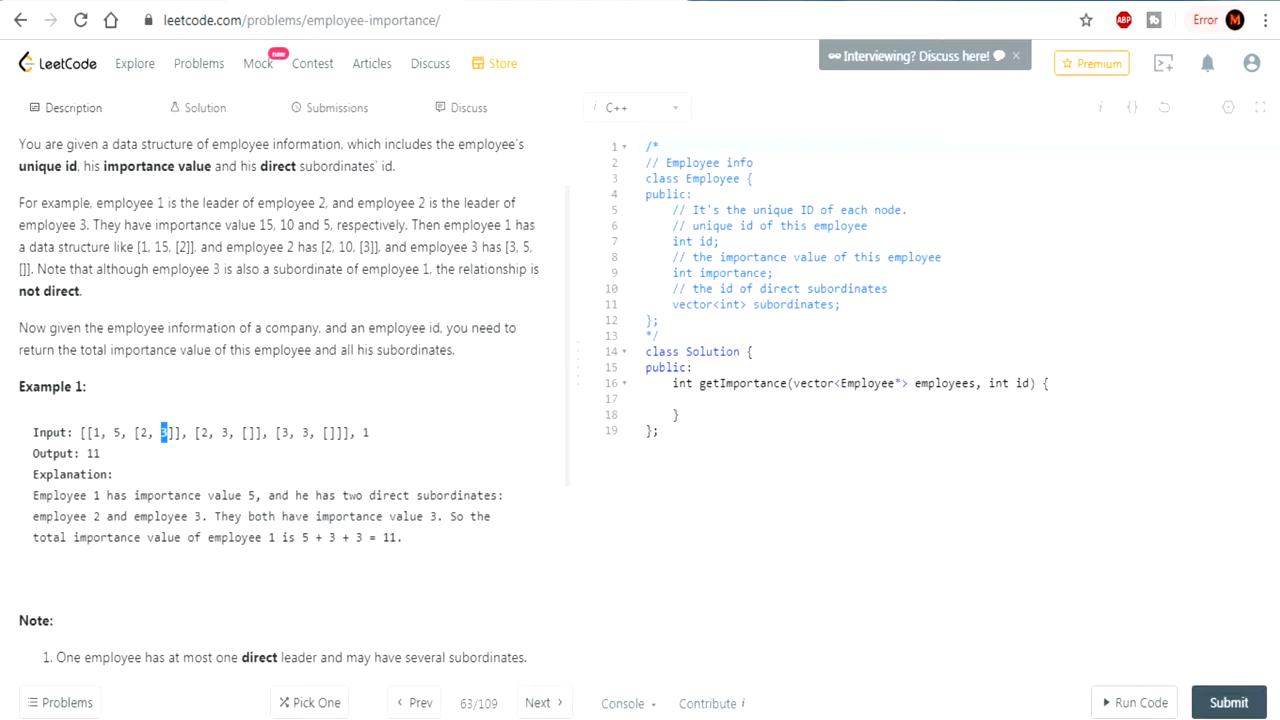 leetcode.com/problems/employee-importance/
ABP
Error M
LeetCode Explore Problems Mock new Contest Articles Discuss Store
Interviewing? Discuss here! ×
Premium
Description Solution Submissions Discuss
i C++
i {}
You are given a data structure of employee information, which includes the employee's
unique id, his importance value and his direct subordinates' id.
For example, employee 1 is the leader of employee 2, and employee 2 is the leader of
employee 3. They have importance value 15, 10 and 5, respectively. Then employee 1 has
a data structure like [1, 15, [2]], and employee 2 has [2, 10, [3]], and employee 3 has [3, 5,
[]]. Note that although employee 3 is also a subordinate of employee 1, the relationship is
not direct.
Now given the employee information of a company, and an employee id, you need to
return the total importance value of this employee and all his subordinates.
Example 1:
Input: [[1, 5, [2, 3]], [2, 3, []], [3, 3, []]], 1
Output: 11
Explanation:
Employee 1 has importance value 5, and he has two direct subordinates:
employee 2 and employee 3. They both have importance value 3. So the
total importance value of employee 1 is 5 + 3 + 3 = 11.
Note:
1. One employee has at most one direct leader and may have several subordinates.
1 /*
2 // Employee info
3 class Employee {
4 public:
5 // It's the unique ID of each node.
6 // unique id of this employee
7 int id;
8 // the importance value of this employee
9 int importance;
10 // the id of direct subordinates
11 vector<int> subordinates;
12 };
13 */
14 class Solution {
15 public:
16 int getImportance(vector<Employee*> employees, int id) {
17
18 }
19 };
Problems Pick One Prev 63/109 Next Console Contribute i Run Code Submit